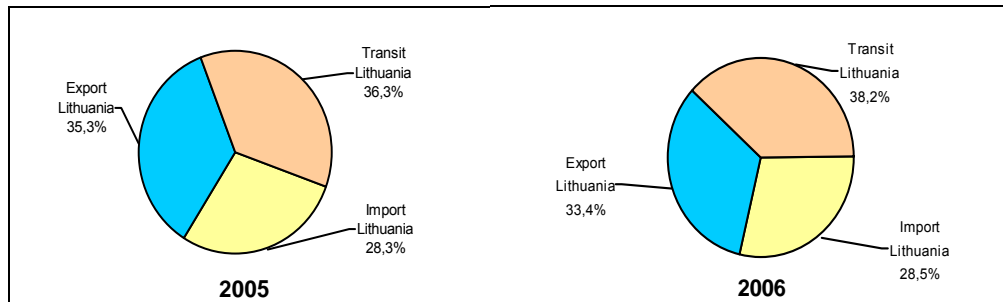 Transit
Lithuania
36,3%
Export
Lithuania
35,3%
Import
Lithuania
28,3%
2005
Transit
Lithuania
38,2%
Export
Lithuania
33,4%
Import
Lithuania
28,5%
2006